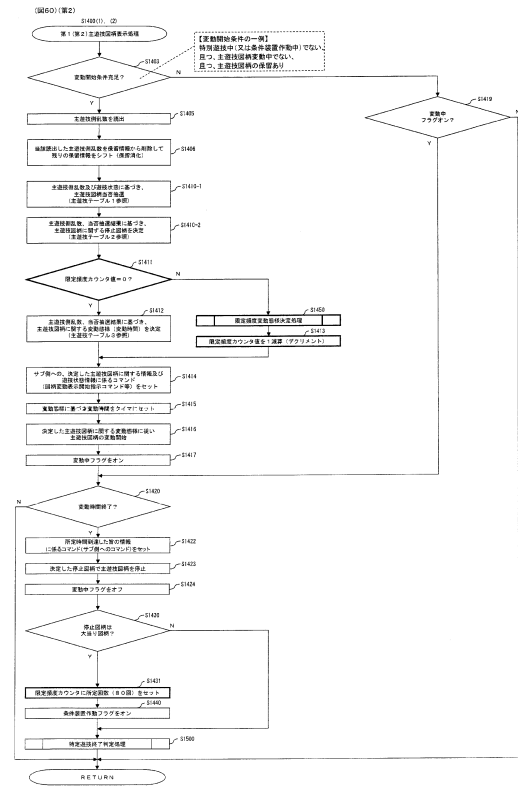 (図60)(第2)
S1400(1)、(2)
第1(第2)主遊技図柄表示処理
【変動開始条件の一例】
特別遊技中(又は条件装置作動中)でない、
且つ、主遊技図柄変動中でない、
且つ、主遊技図柄の保留あり
S1403
変動開始条件充足?
N
Y
S1419
変動中
フラグオン?
N
Y
S1405
主遊技側乱数を読出
S1406
当該読出した主遊技側乱数を保留情報から削除して
残りの保留情報をシフト(保留消化)
S1410-1
主遊技側乱数及び遊技状態に基づき、
主遊技図柄当否抽選
(主遊技テーブル1参照)
S1410-2
主遊技側乱数、当否抽選結果に基づき、
主遊技図柄に関する停止図柄を決定
(主遊技テーブル2参照)
S1411
限定頻度カウンタ値=0?
N
Y
S1412
主遊技側乱数、当否抽選結果に基づき、
主遊技図柄に関する変動態様(変動時間)を決定
(主遊技テーブル3参照)
S1450
限定頻度変動態様決定処理
S1413
限定頻度カウンタ値を1減算(デクリメント)
S1414
サブ側への、決定した主遊技図柄に関する情報及び
遊技状態情報に係るコマンド
(図柄変動表示開始指示コマンド等)をセット
S1415
変動態様に基づき変動時間をタイマにセット
S1416
決定した主遊技図柄に関する変動態様に従い
主遊技図柄の変動開始
S1417
変動中フラグをオン
S1420
変動時間終了?
N
Y
S1422
所定時間到達した旨の情報
に係るコマンド(サブ側へのコマンド)をセット
S1423
決定した停止図柄で主遊技図柄を停止
S1424
変動中フラグをオフ
S1430
停止図柄は
大当り図柄?
N
Y
S1431
限定頻度カウンタに所定回数(80回)をセット
S1440
条件装置作動フラグをオン
S1500
特定遊技終了判定処理
RETURN